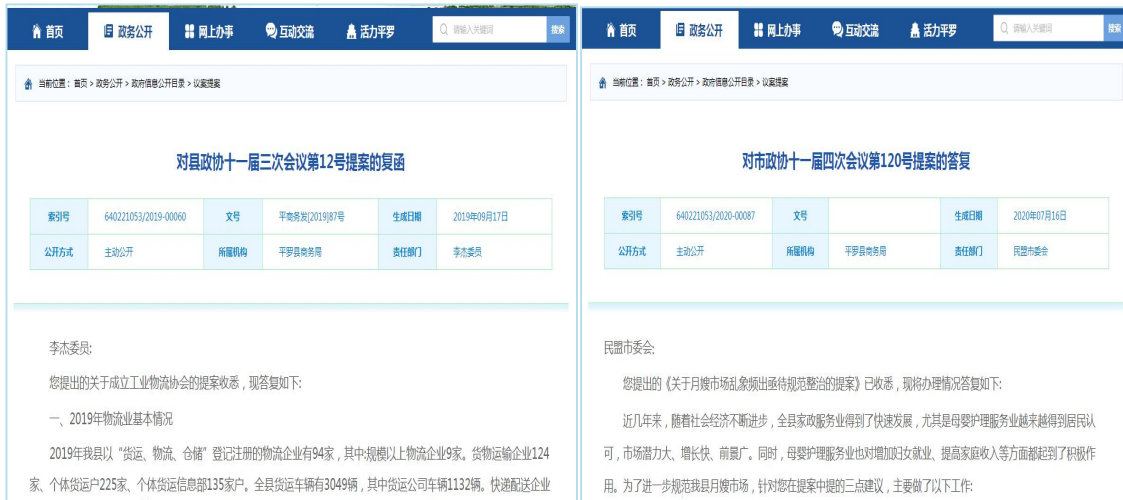 首页 政务公开 网上办事 互动交流 活力平罗 请输入关键词 搜索
当前位置：首页 > 政务公开 > 政府信息公开目录 > 议案提案
对县政协十一届三次会议第12号提案的复函
索引号 640221053/2019-00060 文号 平商务发[2019]87号 生成日期 2019年09月17日
公开方式 主动公开 所属机构 平罗县商务局 责任部门 李杰委员
李杰委员:
您提出的关于成立工业物流协会的提案收悉，现答复如下:
一、2019年物流业基本情况
2019年我县以“货运、物流、仓储”登记注册的物流企业有94家，其中:规模以上物流企业9家。货物运输企业124
家、个体货运户225家、个体货运信息部135家户。全县货运车辆有3049辆，其中货运公司车辆1132辆。快递配送企业
首页 政务公开 网上办事 互动交流 活力平罗 请输入关键词 搜索
当前位置：首页 > 政务公开 > 政府信息公开目录 > 议案提案
对市政协十一届四次会议第120号提案的答复
索引号 640221053/2020-00087 文号 生成日期 2020年07月16日
公开方式 主动公开 所属机构 平罗县商务局 责任部门 民盟市委会
民盟市委会:
您提出的《关于月嫂市场乱象频出亟待规范整治的提案》已收悉，现将办理情况答复如下:
近几年来，随着社会经济不断进步，全县家政服务业得到了快速发展，尤其是母婴护理服务业越来越得到居民认
可，市场潜力大、增长快、前景广。同时，母婴护理服务业也对增加妇女就业、提高家庭收入等方面都起到了积极作
用。为了进一步规范我县月嫂市场，针对您在提案中提的三点建议，主要做了以下工作: